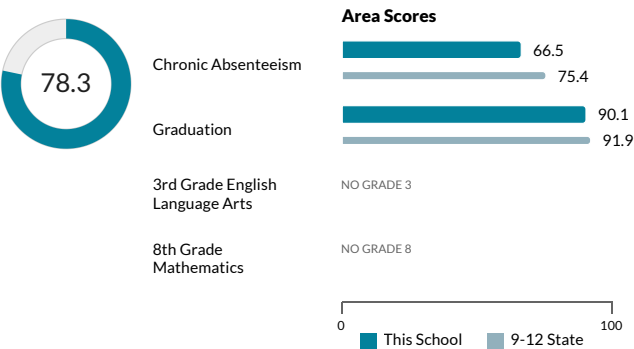 Area Scores
78.3
Chronic Absenteeism
66.5
75.4
Graduation
90.1
91.9
3rd Grade English
Language Arts
NO GRADE 3
8th Grade
Mathematics
NO GRADE 8
0
100
This School
9-12 State